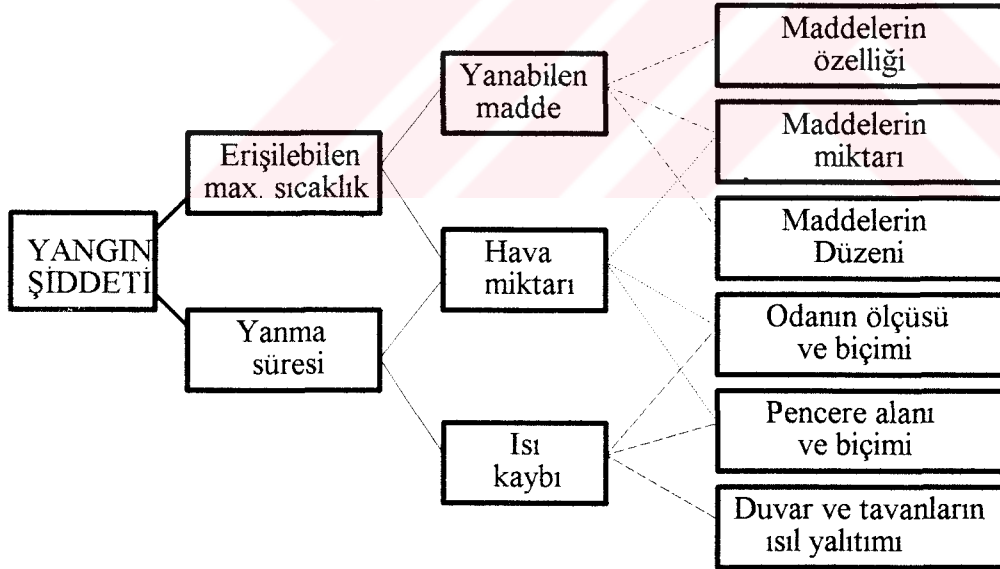 YANGIN
ŞİDDETİ
Erişilebilen
max. sıcaklık
Yanma
süresi
Yanabilen
madde
Hava
miktarı
Isı
kaybı
Maddelerin
özelliği
Maddelerin
miktarı
Maddelerin
Düzeni
Odanın ölçüsü
ve biçimi
Pencere alanı
ve biçimi
Duvar ve tavanların
ısıl yalıtımı